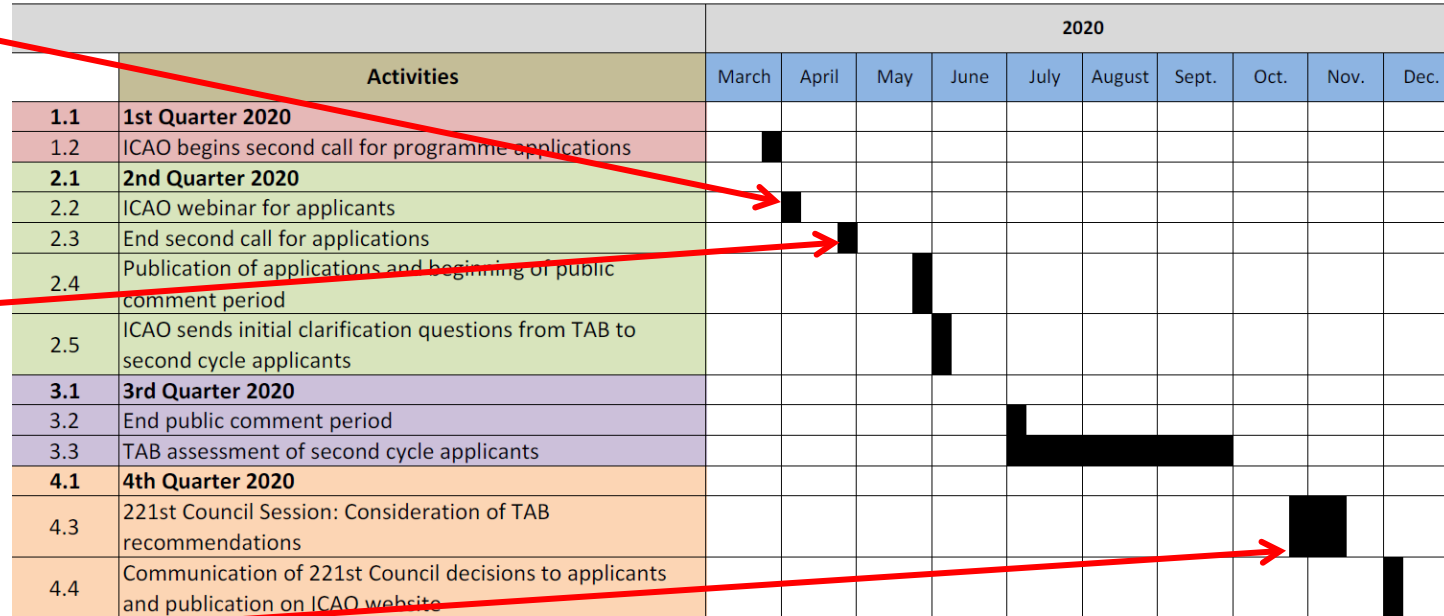 2020
Activities March April May June July August Sept. Oct. Nov. Dec.
1.1 1st Quarter 2020
1.2 ICAO begins second call for programme applications
2.1 2nd Quarter 2020
2.2 ICAO webinar for applicants
2.3 End second call for applications
2.4 Publication of applications and beginning of public
comment period
2.5 ICAO sends initial clarification questions from TAB to
second cycle applicants
3.1 3rd Quarter 2020
3.2 End public comment period
3.3 TAB assessment of second cycle applicants
4.1 4th Quarter 2020
4.3 221st Council Session: Consideration of TAB
recommendations
4.4 Communication of 221st Council decisions to applicants
and publication on ICAO website